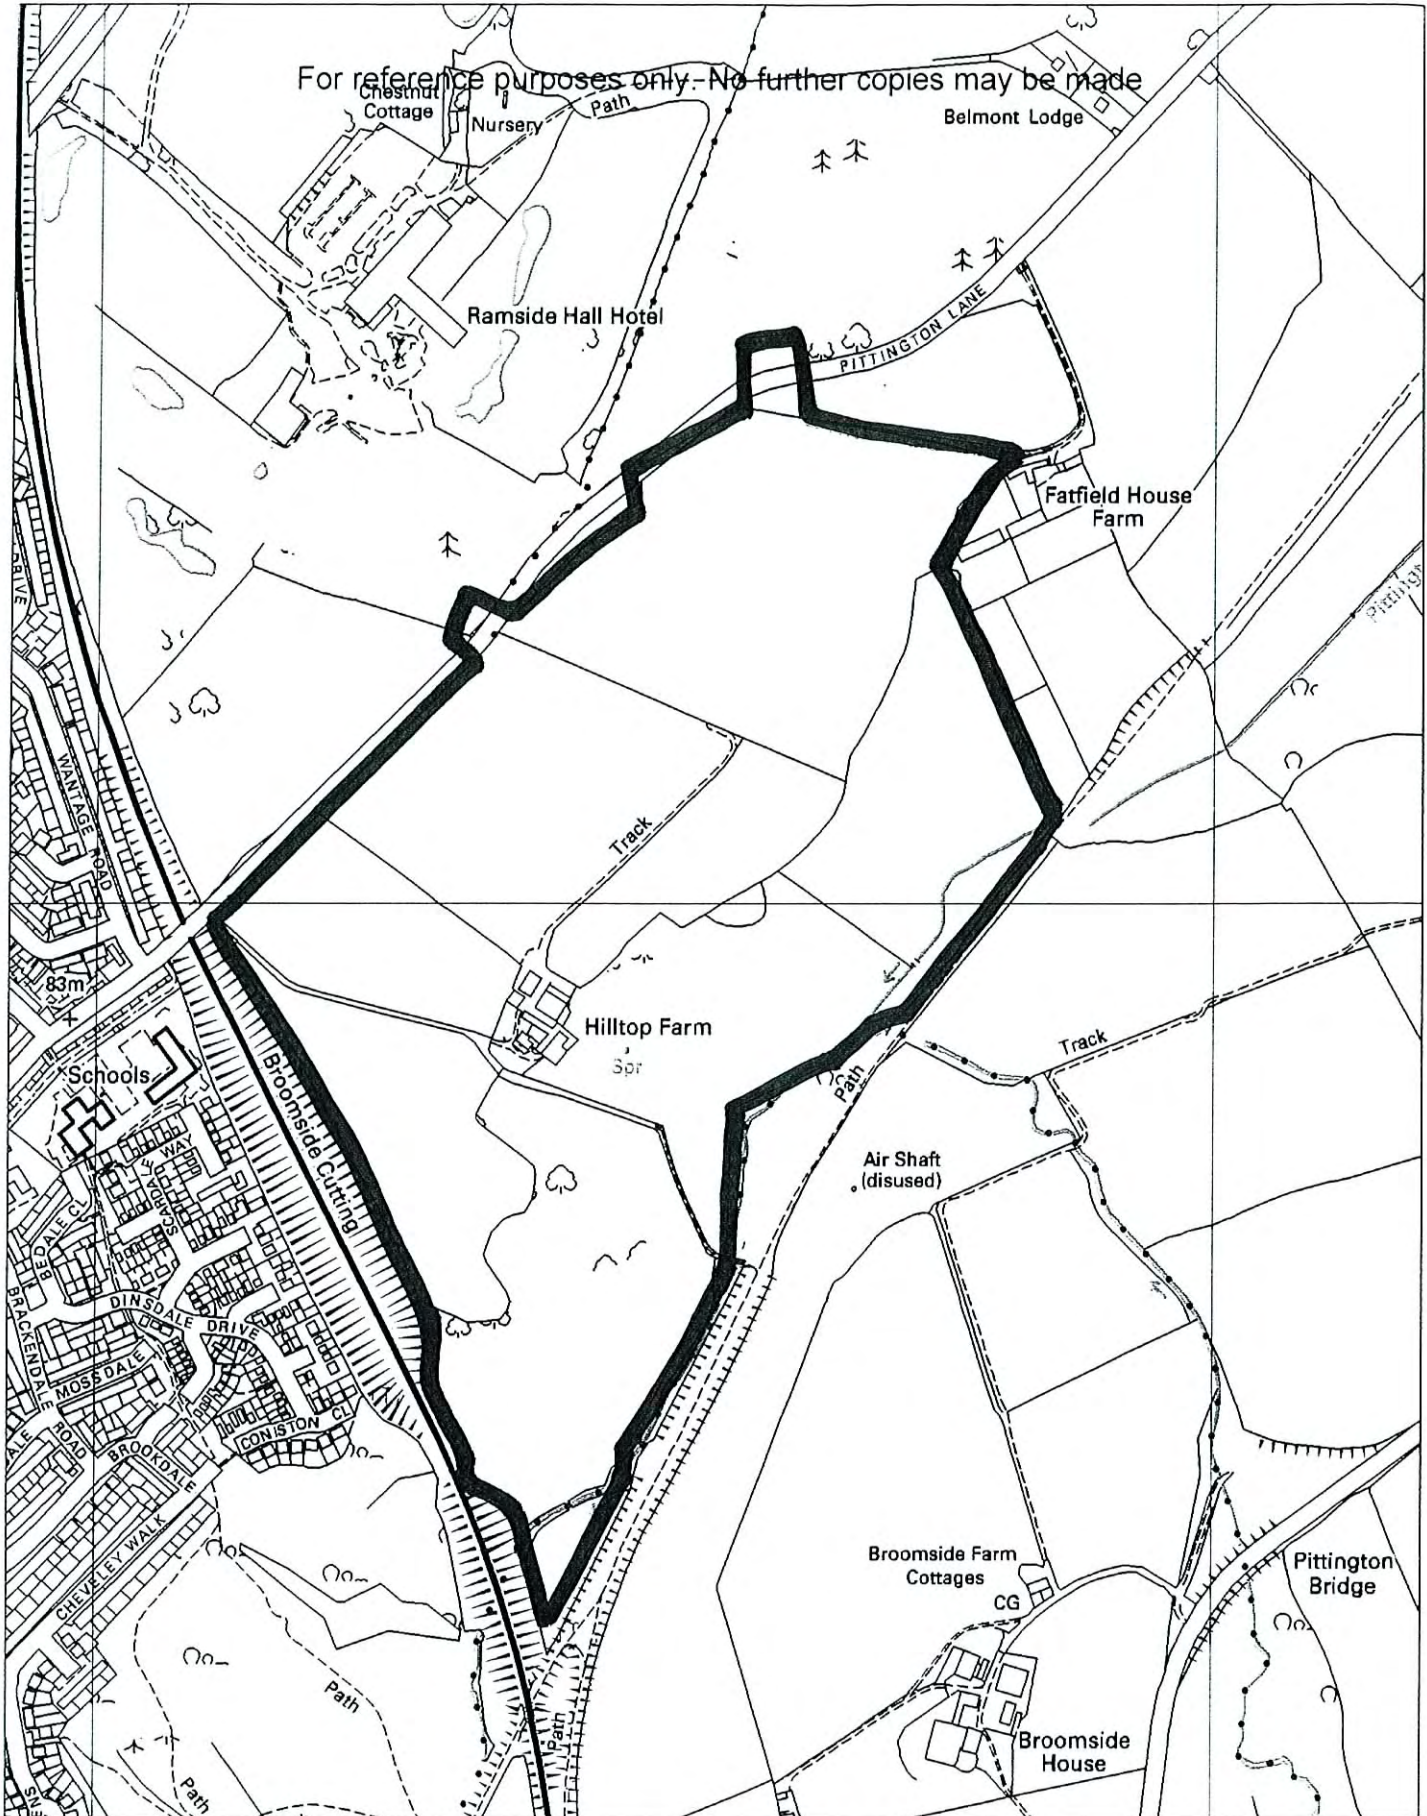 For reference purposes only. No further copies may be made
Chestnut
Cottage
Nursery
Path
Belmont Lodge
Ramside Hall Hotel
PITTINGTON LANE
Fatfield House
Farm
DRIVE
WANTAGE ROAD
Track
83m
Schools
Hilltop Farm
Spr
Broomside Cutting
Path
Track
Air Shaft
(disused)
SCARDALE WAY
BEDALE CL
BRACKENDALE ROAD
DINSDALE DRIVE
MOSSDALE
CONISTON CL
BROOKDALE
CHEVELEY WALK
Broomside Farm
Cottages
CG
Pittington
Bridge
Path
Path
Path
Broomside
House